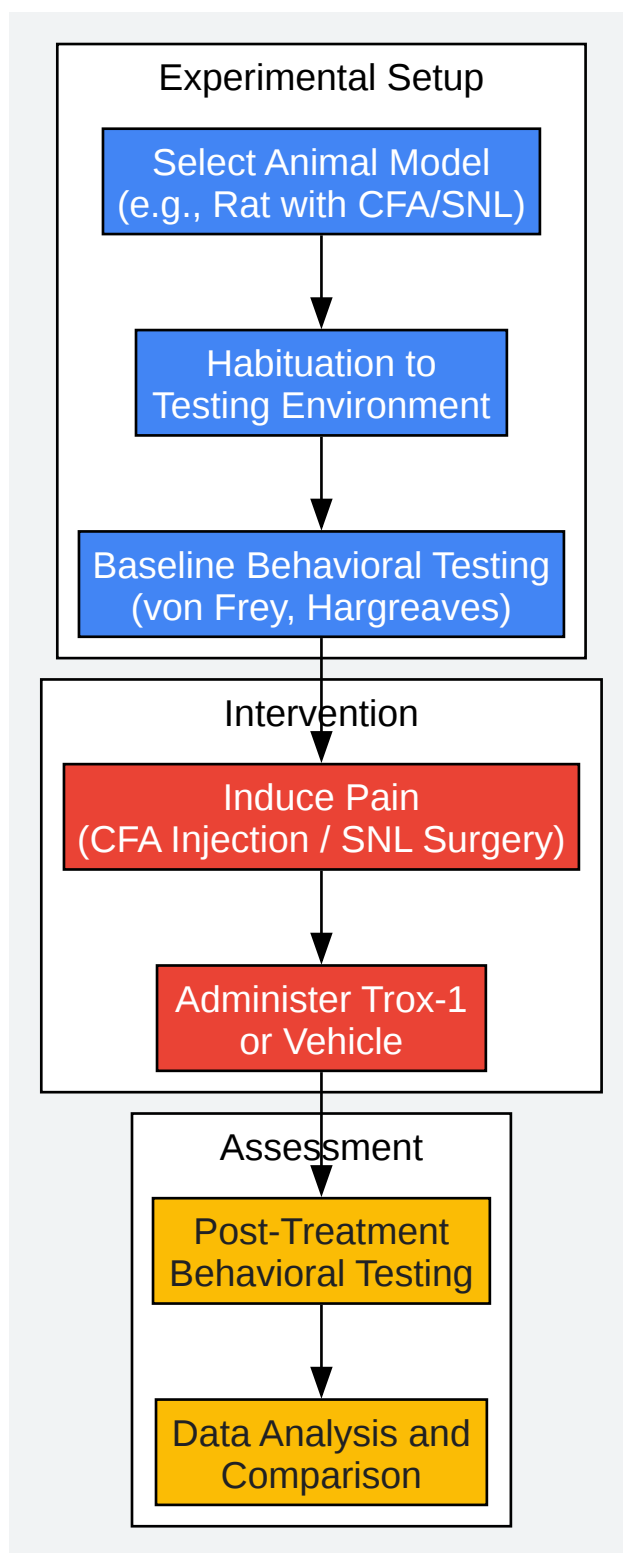 Experimental Setup
Select Animal Model
(e.g., Rat with CFA/SNL)
Habituation to
Testing Environment
Baseline Behavioral Testing
(von Frey, Hargreaves)
Intervention
Induce Pain
(CFA Injection / SNL Surgery)
Administer Trox-1
or Vehicle
Assessment
Post-Treatment
Behavioral Testing
Data Analysis and
Comparison